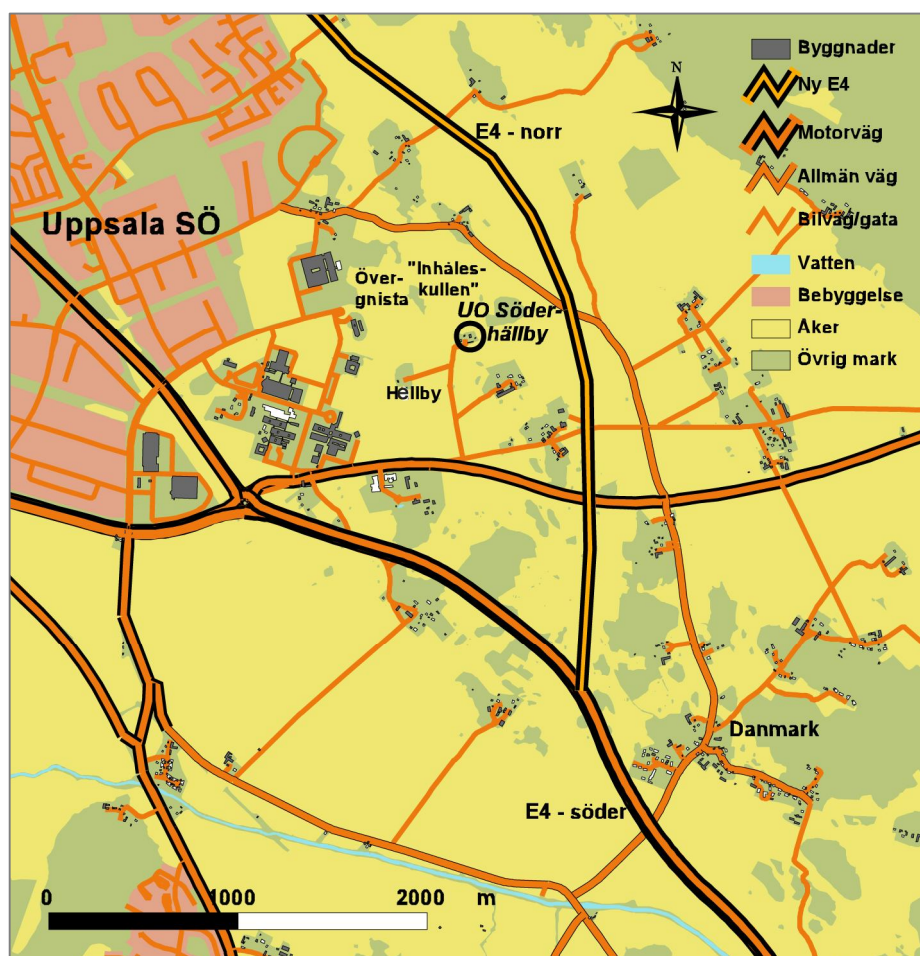 N
Byggnader
Ny E4
Motorväg
Allmän väg
Bilväg/gata
Vatten
Bebyggelse
Åker
Övrig mark
E4 - norr
Uppsala SÖ
Över-
gnista
"Inhåles-
kullen"
UO Söder-
hällby
Hellby
Danmark
E4 - söder
0 1000 2000 m